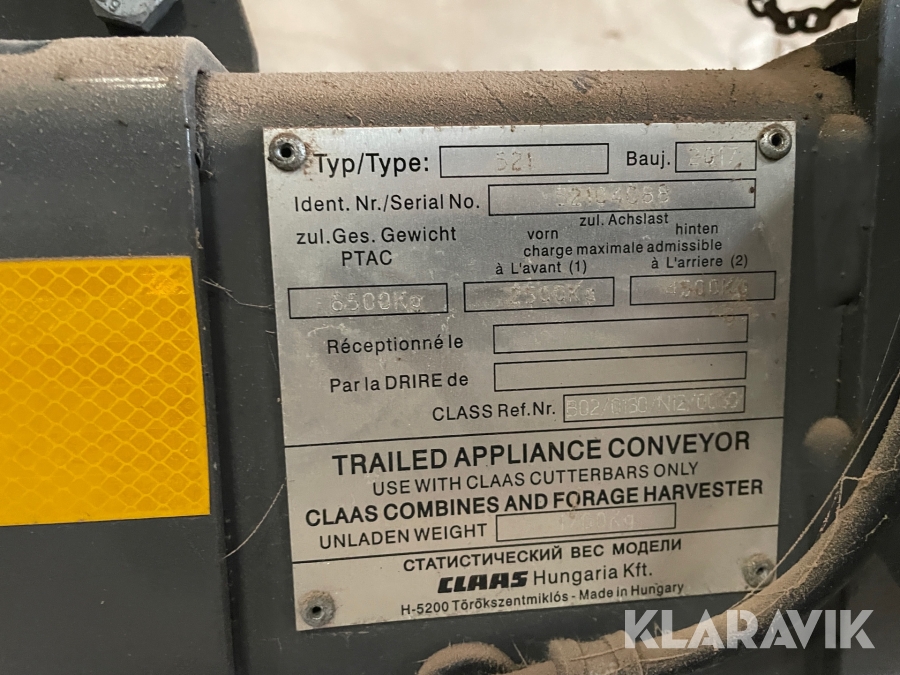 Typ/Type: 521 Bauj.
Ident. Nr./Serial No.
zul. Achslast
zul.Ges. Gewicht vorn hinten
PTAC charge maximale admissible
à L'avant (1) à L'arriere (2)
6500Kg 2500Kg 4000Kg
Réceptionné le
Par la DRIRE de
CLASS Ref.Nr.
TRAILED APPLIANCE CONVEYOR
USE WITH CLAAS CUTTERBARS ONLY
CLAAS COMBINES AND FORAGE HARVESTER
UNLADEN WEIGHT
СТАТИСТИЧЕСКИЙ ВЕС МОДЕЛИ
CLAAS Hungaria Kft.
H-5200 Törökszentmiklós - Made in Hungary
KLARAVIK